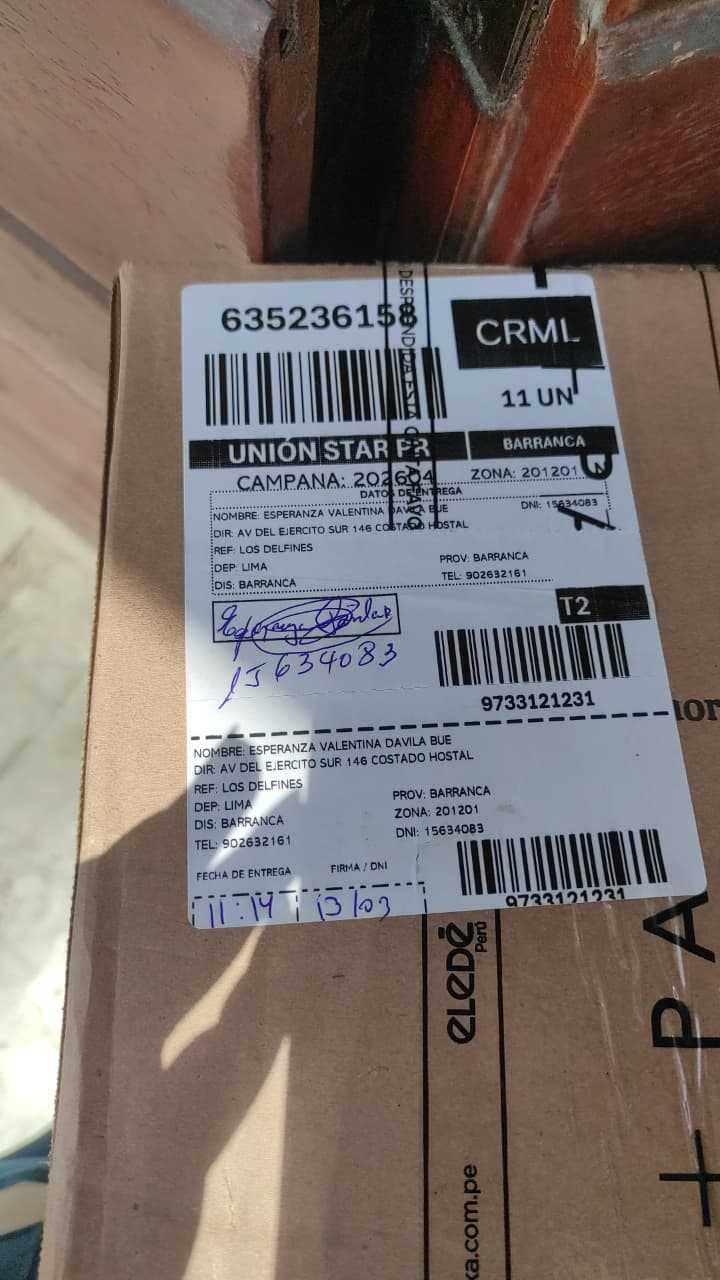 635236158
CRML
11 UN
UNIÓN STAR PR
BARRANCA
CAMPANA: 202604
ZONA: 201201
DATOS DE ENTREGA
NOMBRE: ESPERANZA VALENTINA DAVILA BUE
DNI: 15634083
DIR: AV DEL EJERCITO SUR 146 COSTADO HOSTAL
REF: LOS DELFINES
DEP: LIMA
PROV: BARRANCA
DIS: BARRANCA
TEL: 902632161
T2
15634083
9733121231
NOMBRE: ESPERANZA VALENTINA DAVILA BUE
DIR: AV DEL EJERCITO SUR 146 COSTADO HOSTAL
REF: LOS DELFINES
DEP: LIMA
PROV: BARRANCA
DIS: BARRANCA
ZONA: 201201
TEL: 902632161
DNI: 15634083
FECHA DE ENTREGA
FIRMA / DNI
9733121231
11:14
13/03
eLeDé
Perú
PA
+
ka.com.pe